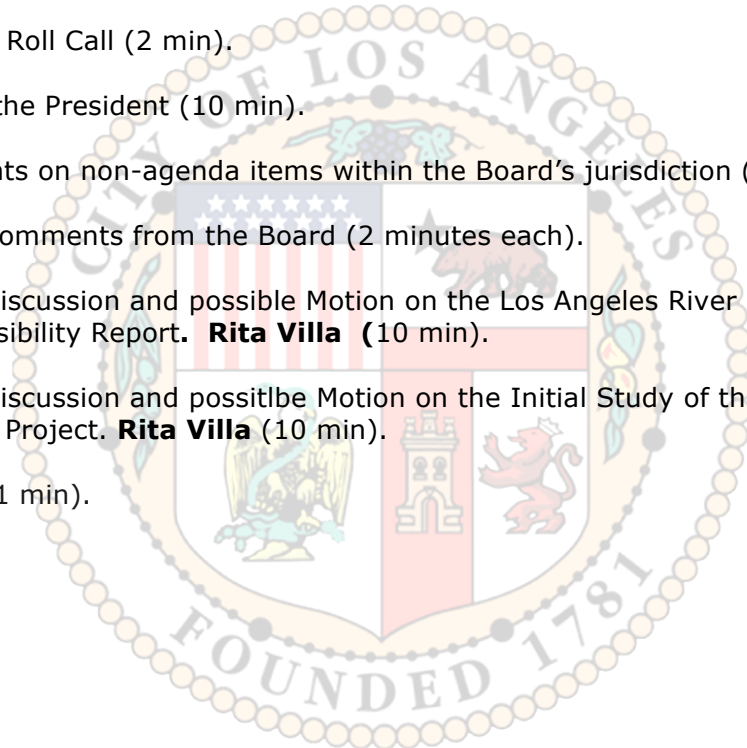 Roll Call (2 min).
the President (10 min).
ts on non-agenda items within the Board's jurisdiction (
omments from the Board (2 minutes each).
iscussion and possible Motion on the Los Angeles River
sibility Report. Rita Villa (10 min).
iscussion and possitlbe Motion on the Initial Study of th
Project. Rita Villa (10 min).
1 min).
CITY OF LOS ANGELES
FOUNDED 1781